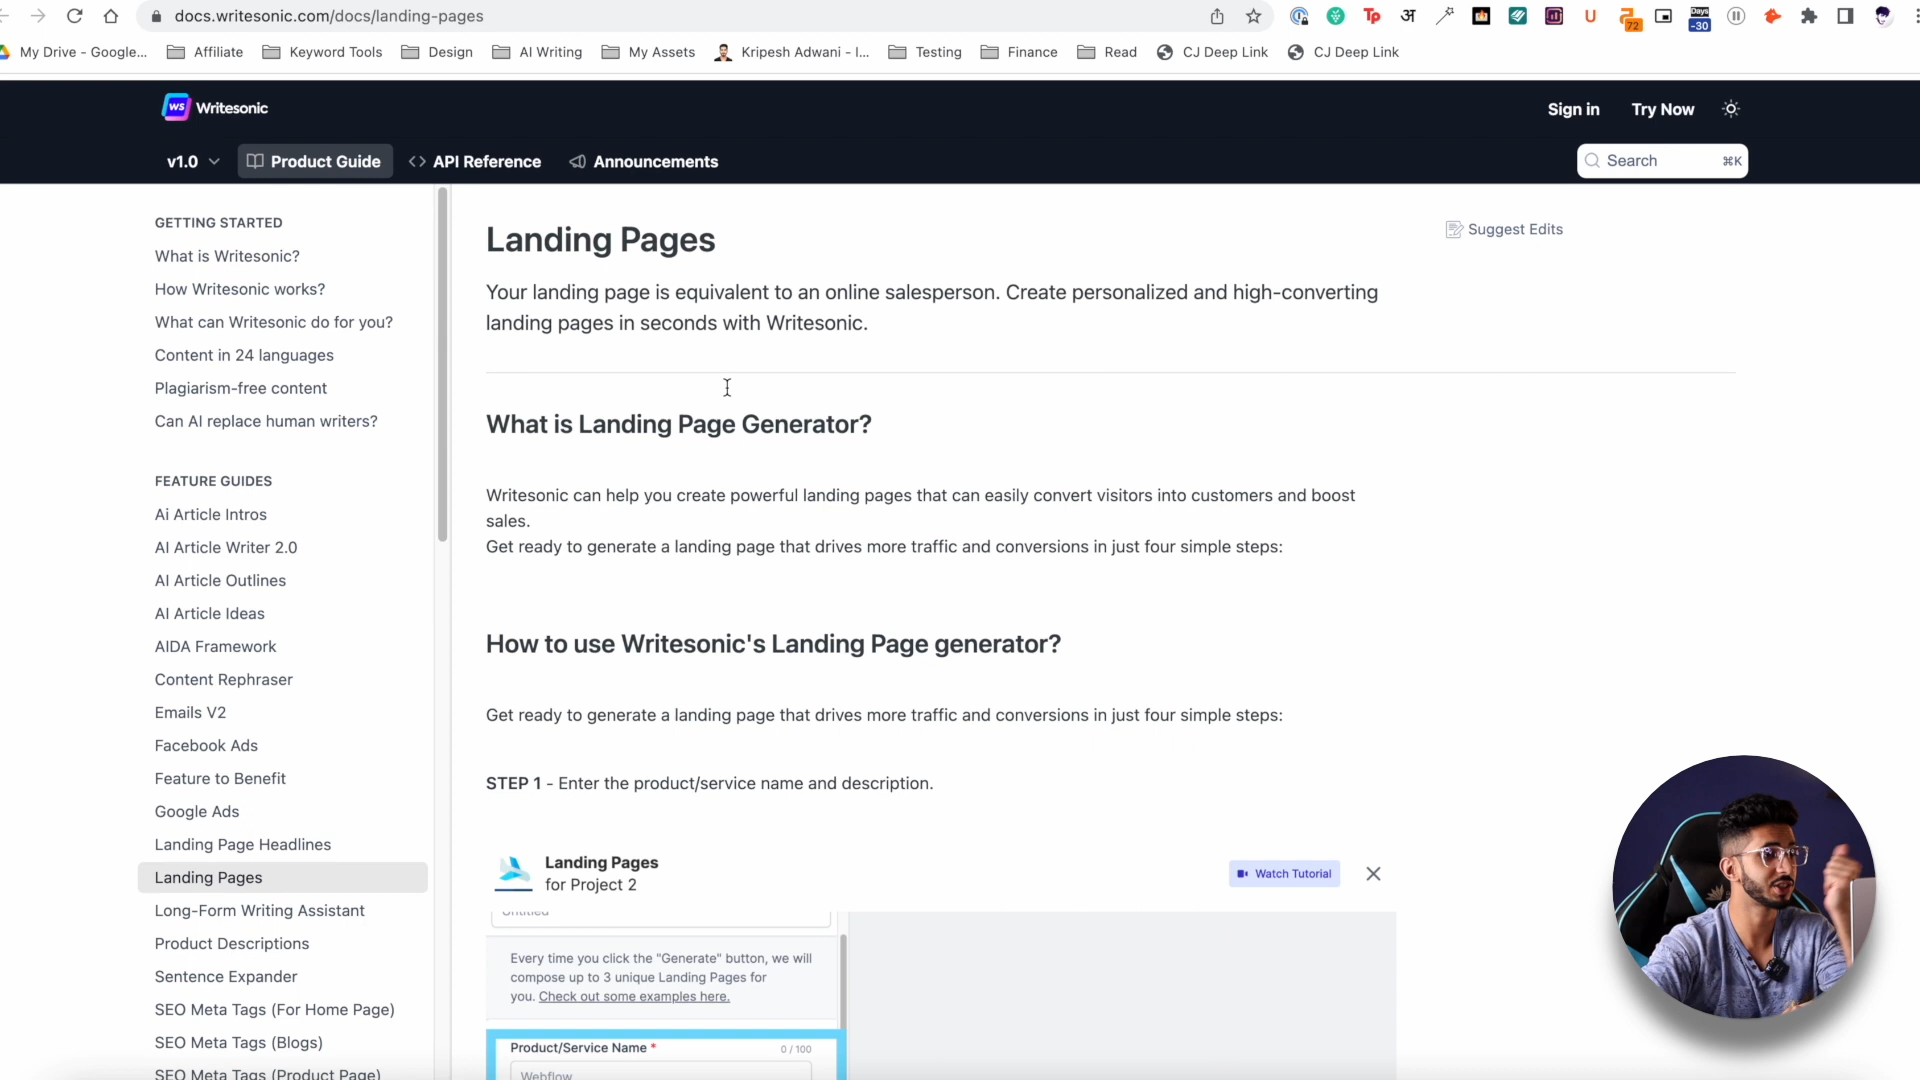 docs.writesonic.com/docs/landing-pages
72
Days
-30
My Drive - Google...
Affiliate
Keyword Tools
Design
AI Writing
My Assets
Kripesh Adwani - I...
Testing
Finance
Read
CJ Deep Link
CJ Deep Link
WS Writesonic
Sign in
Try Now
v1.0
Product Guide
<> API Reference
Announcements
Search
⌘K
GETTING STARTED
What is Writesonic?
How Writesonic works?
What can Writesonic do for you?
Content in 24 languages
Plagiarism-free content
Can AI replace human writers?
FEATURE GUIDES
Ai Article Intros
AI Article Writer 2.0
AI Article Outlines
AI Article Ideas
AIDA Framework
Content Rephraser
Emails V2
Facebook Ads
Feature to Benefit
Google Ads
Landing Page Headlines
Landing Pages
Long-Form Writing Assistant
Product Descriptions
Sentence Expander
SEO Meta Tags (For Home Page)
SEO Meta Tags (Blogs)
SEO Meta Tags (Product Page)
Landing Pages
Suggest Edits
Your landing page is equivalent to an online salesperson. Create personalized and high-converting
landing pages in seconds with Writesonic.
What is Landing Page Generator?
Writesonic can help you create powerful landing pages that can easily convert visitors into customers and boost
sales.
Get ready to generate a landing page that drives more traffic and conversions in just four simple steps:
How to use Writesonic's Landing Page generator?
Get ready to generate a landing page that drives more traffic and conversions in just four simple steps:
STEP 1 - Enter the product/service name and description.
Landing Pages
for Project 2
Watch Tutorial
Untitled
Every time you click the "Generate" button, we will
compose up to 3 unique Landing Pages for
you. Check out some examples here.
Product/Service Name *
0 / 100
Webflow